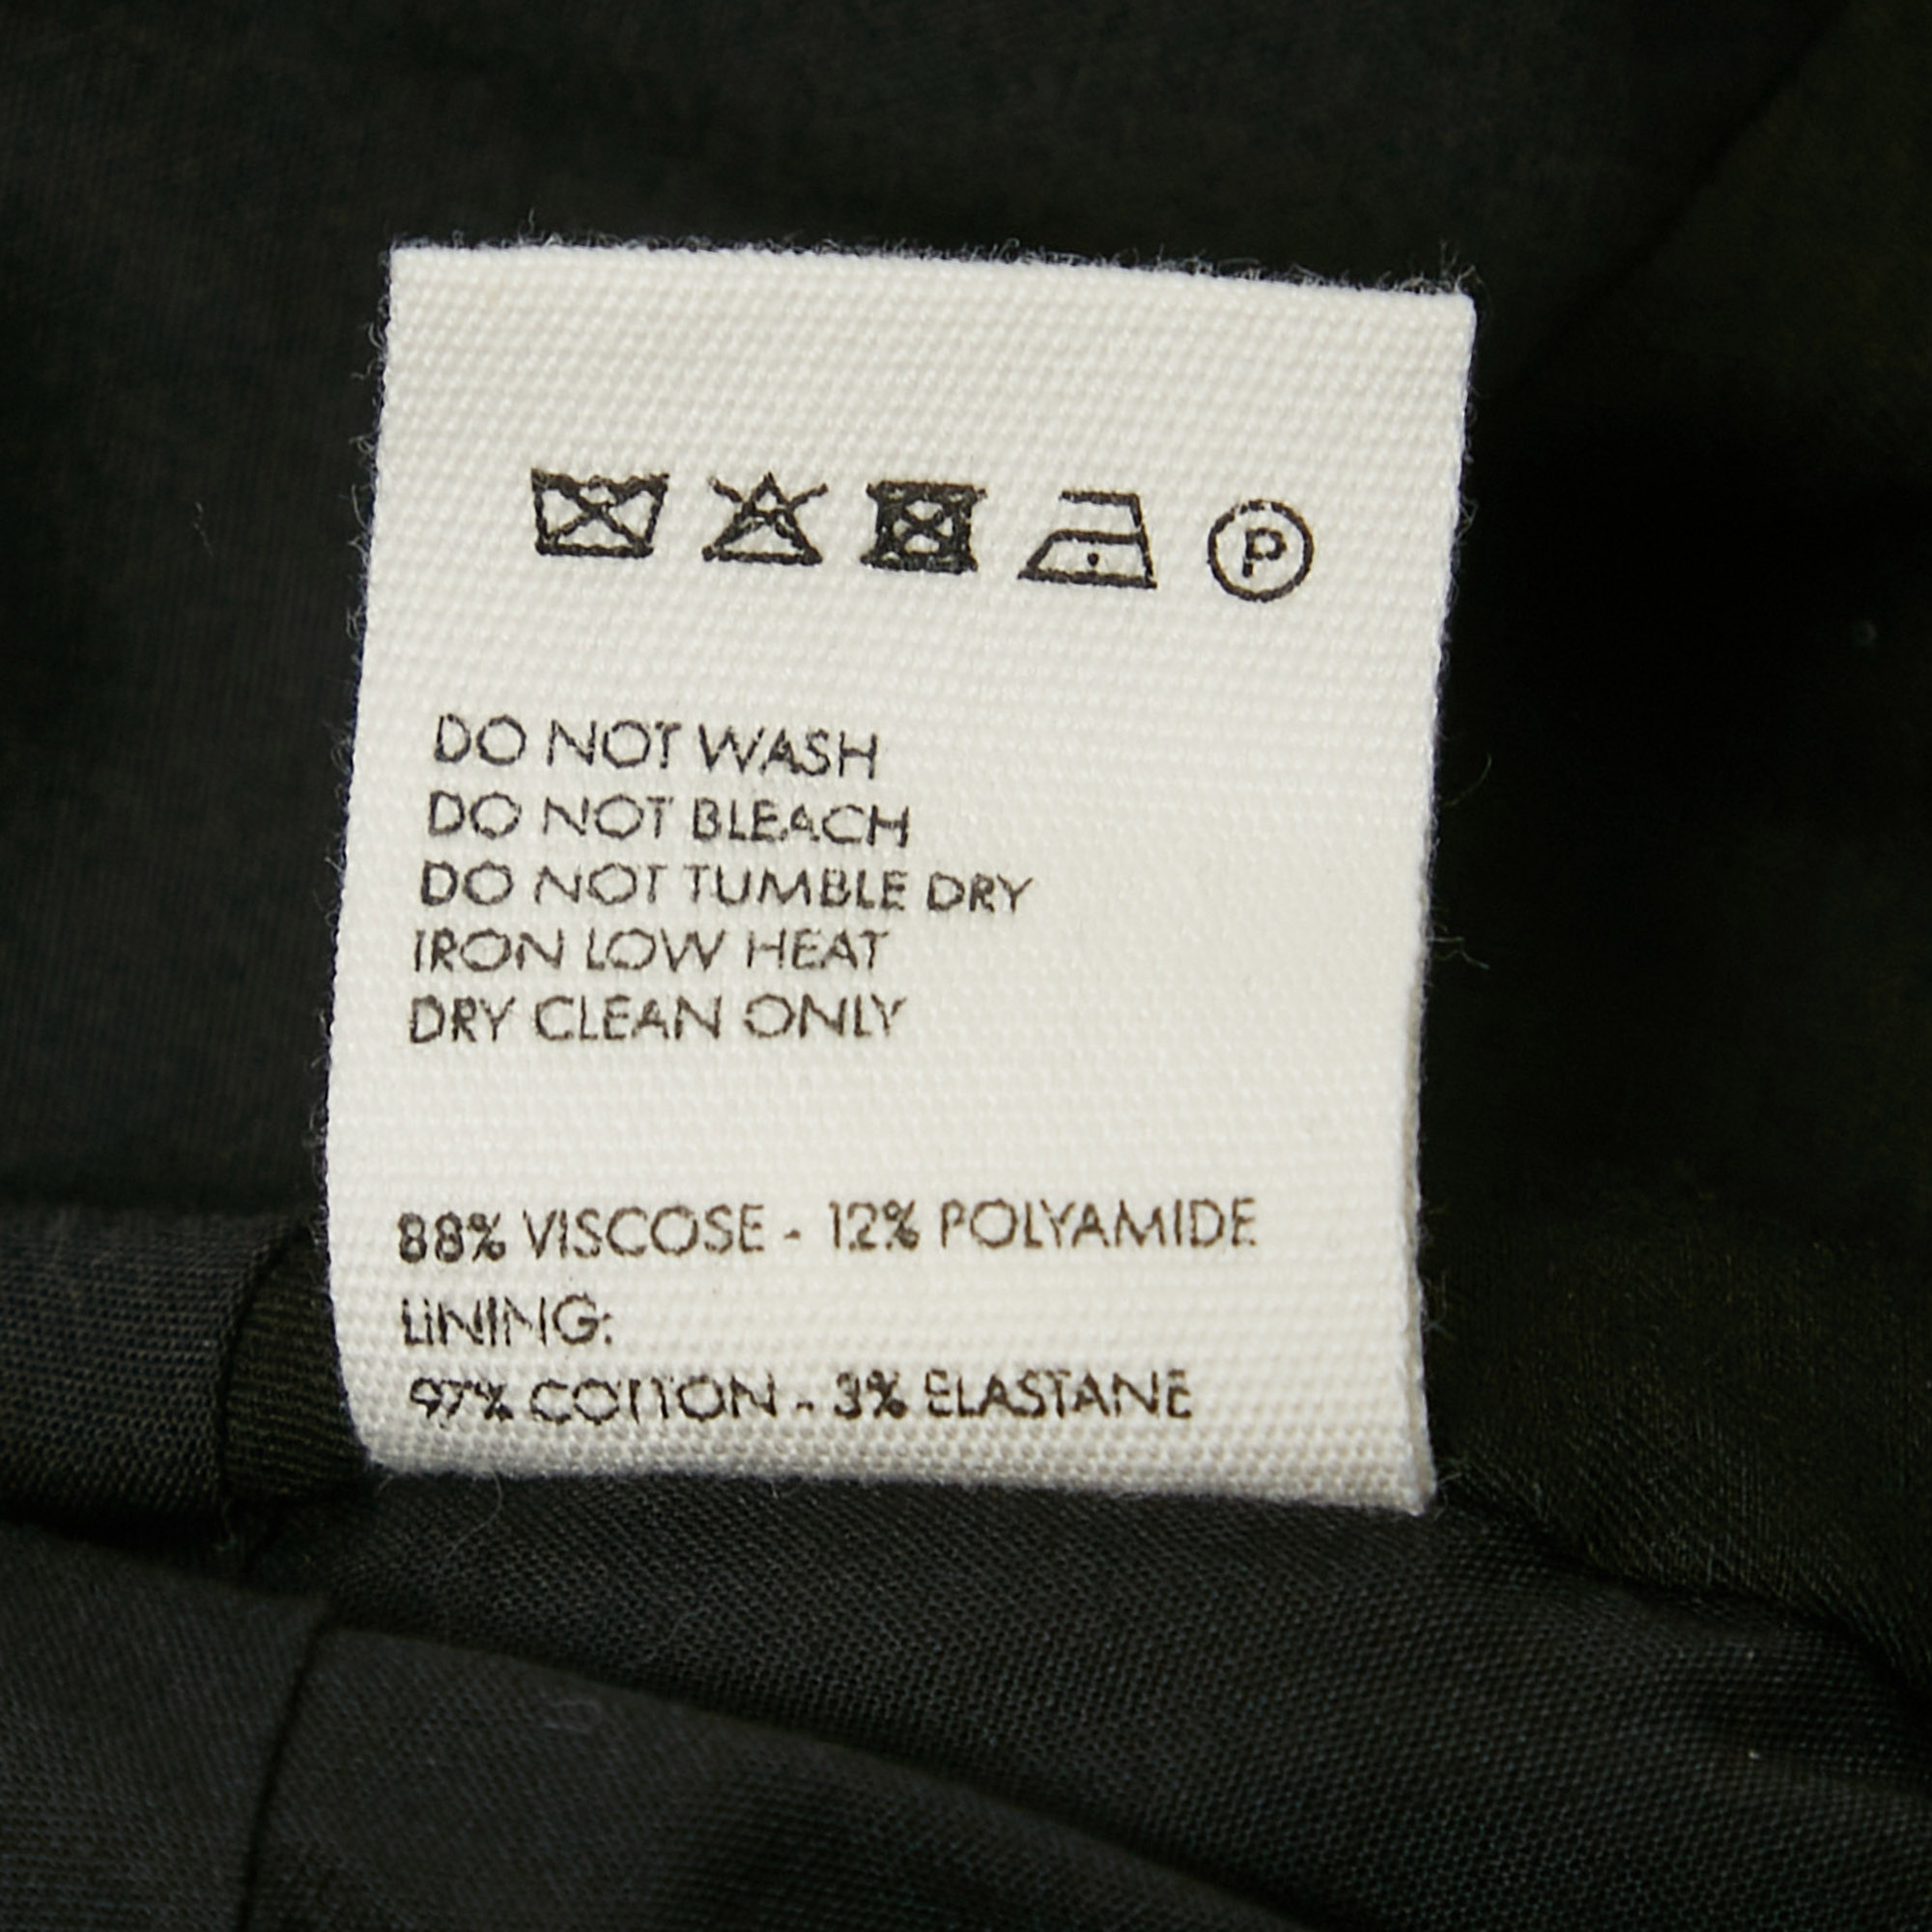 P
DO NOT WASH
DO NOT BLEACH
DO NOT TUMBLE DRY
IRON LOW HEAT
DRY CLEAN ONLY
88% VISCOSE - 12% POLYAMIDE
LINING:
97% COTTON - 3% ELASTANE